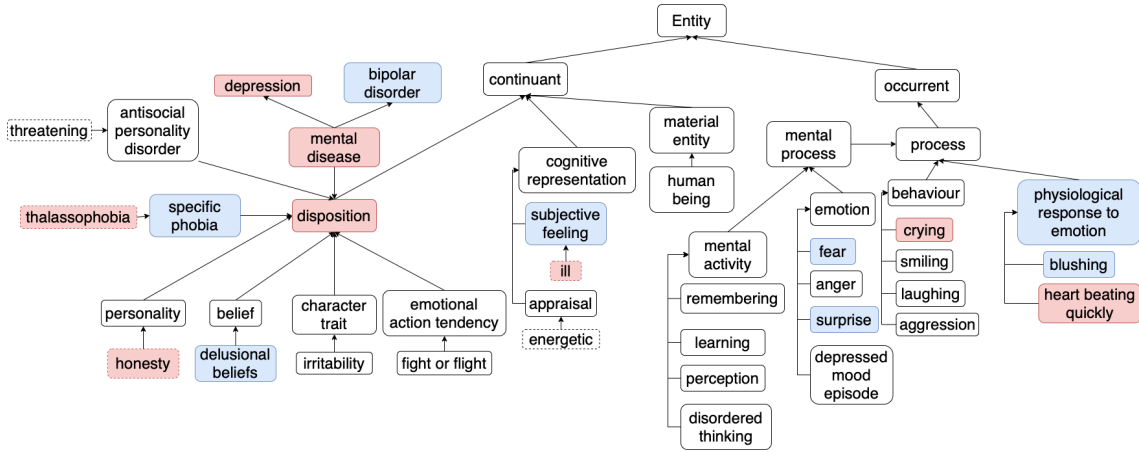 Entity
continuant
occurrent
depression
bipolar
disorder
threatening
antisocial
personality
disorder
mental
disease
material
entity
mental
process
process
cognitive
representation
human
being
behaviour
physiological
response to
emotion
thalassophobia
specific
phobia
disposition
subjective
feeling
emotion
crying
mental
activity
fear
smiling
blushing
ill
anger
laughing
heart beating
quickly
personality
belief
character
trait
emotional
action tendency
appraisal
remembering
surprise
aggression
energetic
learning
honesty
delusional
beliefs
irritability
fight or flight
perception
depressed
mood
episode
disordered
thinking